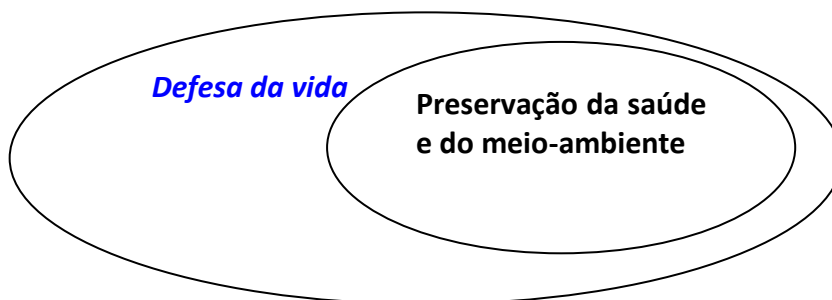 Defesa da vida
Preservação da saúde
e do meio-ambiente